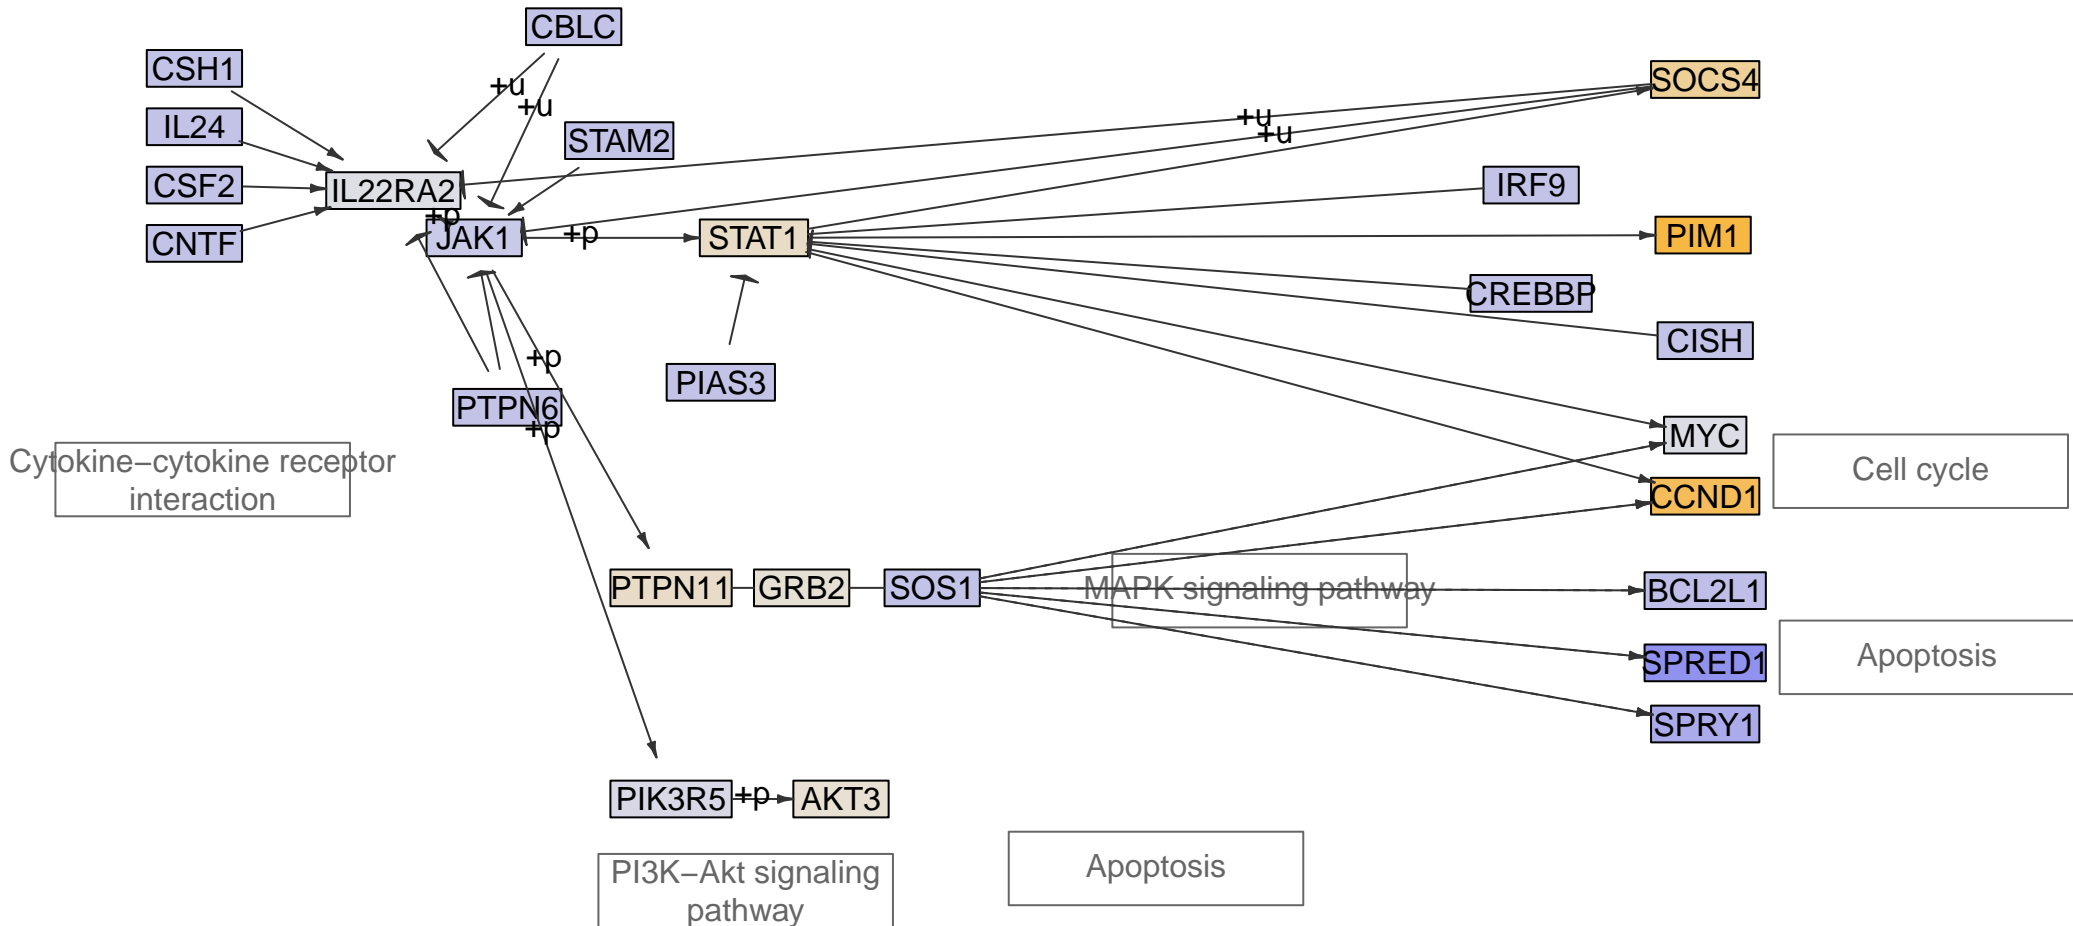 CBLC
CSH1
+u
SOCS4
+u
IL24
+u
STAM2
+u
CSF2
IL22RA2
IRF9
+p
CNTF
JAK1
+p
STAT1
PIM1
CREBBP
CISH
+p
PIAS3
PTPN6
+p
MYC
Cytokine–cytokine receptor
interaction
Cell cycle
CCND1
PTPN11
GRB2
SOS1
MAPK signaling pathway
BCL2L1
SPRED1
Apoptosis
SPRY1
PIK3R5
+p
AKT3
Apoptosis
PI3K–Akt signaling
pathway